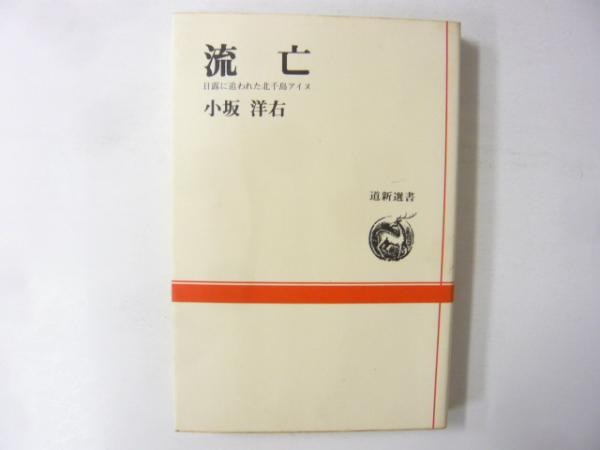 流亡
日露に追われた北千島アイヌ
小坂 洋右
道新選書